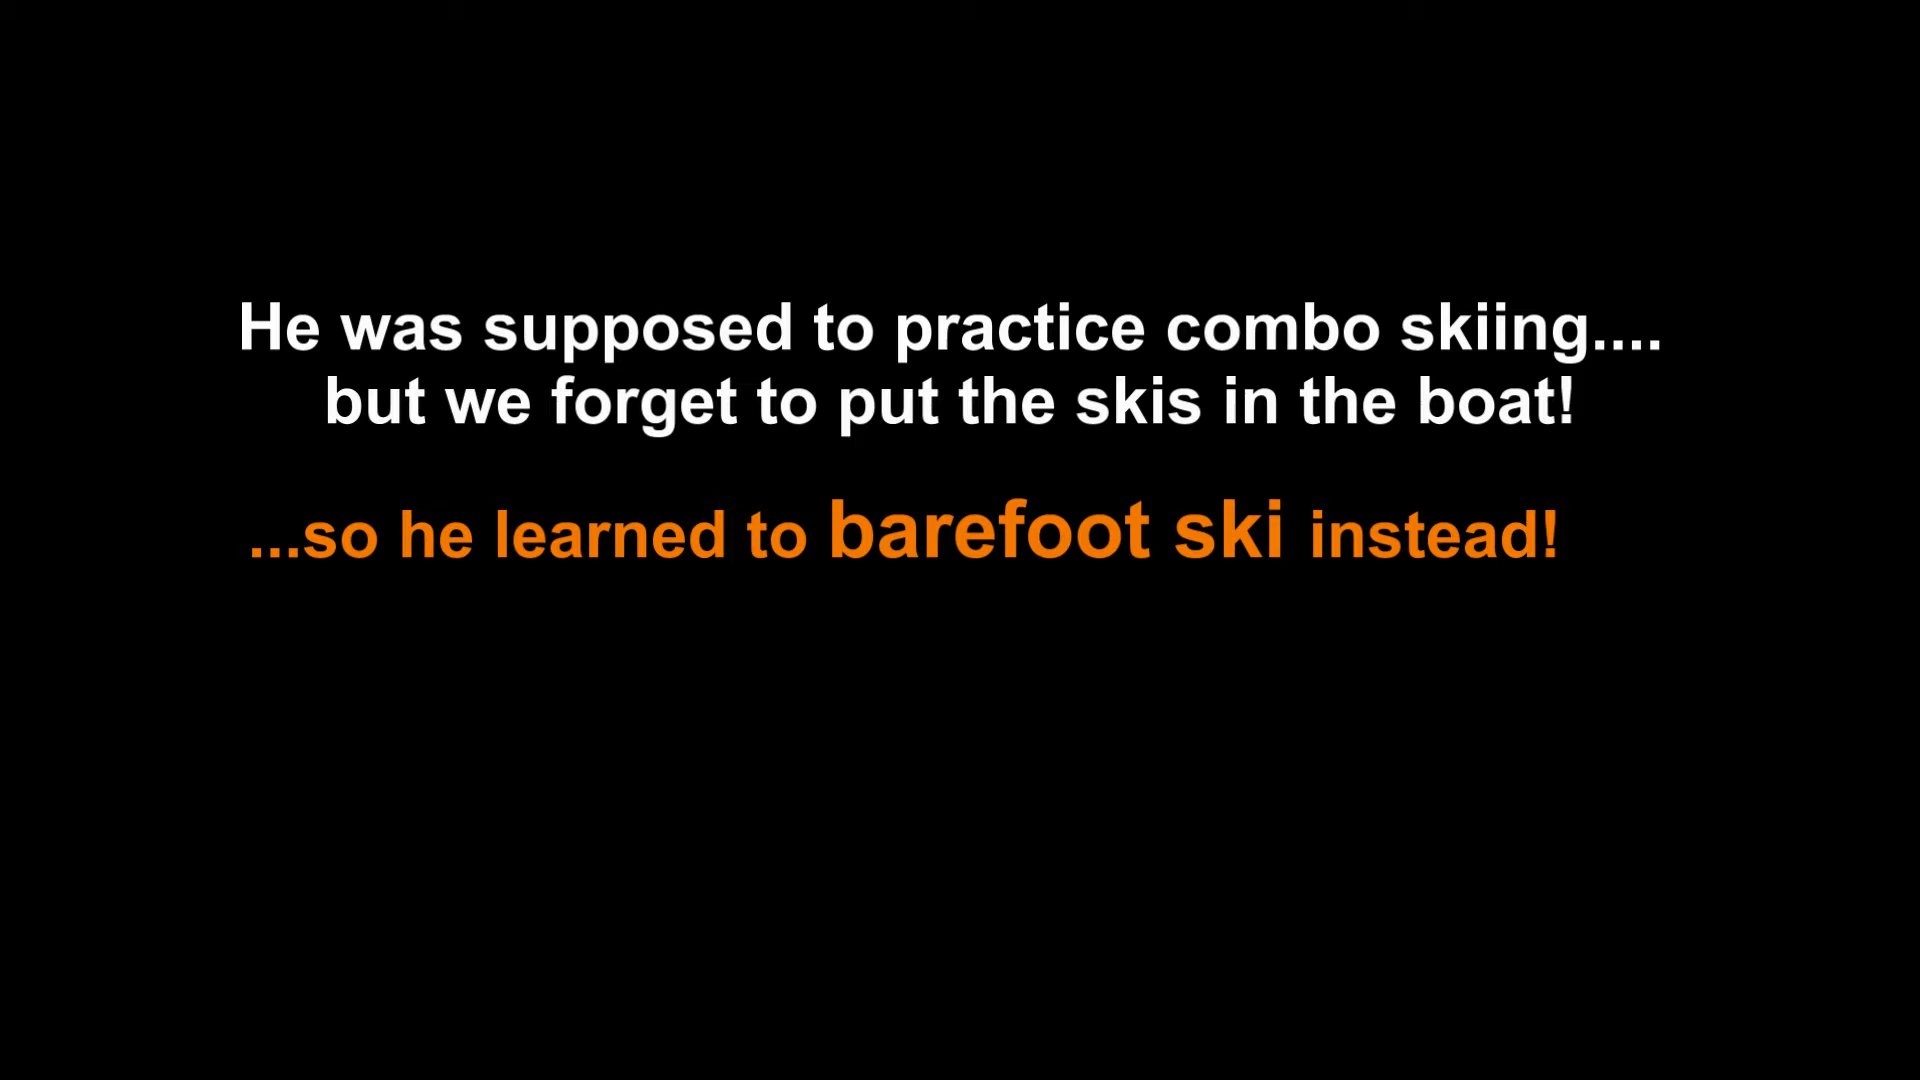 He was supposed to practice combo skiing....
but we forget to put the skis in the boat!
...so he learned to barefoot ski instead!